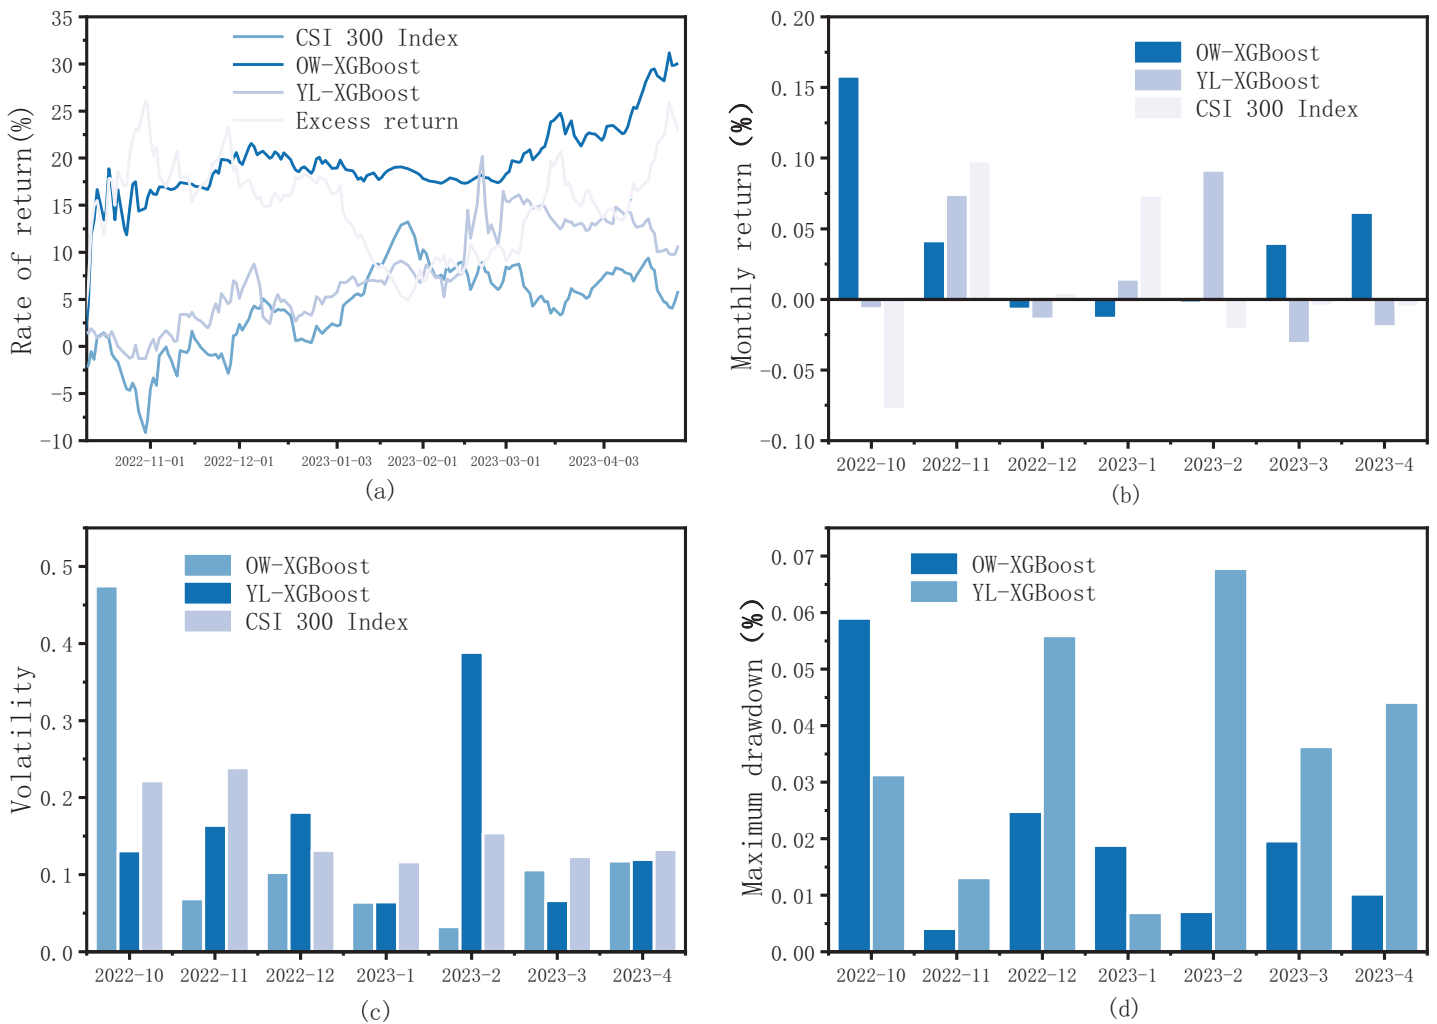 35
30
25
20
15
10
5
0
-5
-10
Rate of return(%)
CSI 300 Index
OW-XGBoost
YL-XGBoost
Excess return
2022-11-01
2022-12-01
2023-01-03
2023-02-01
2023-03-01
2023-04-03
(a)
0.20
0.15
0.10
0.05
0.00
-0.05
-0.10
Monthly return (%)
OW-XGBoost
YL-XGBoost
CSI 300 Index
2022-10
2022-11
2022-12
2023-1
2023-2
2023-3
2023-4
(b)
0.5
0.4
0.3
0.2
0.1
0.0
Volatility
OW-XGBoost
YL-XGBoost
CSI 300 Index
2022-10
2022-11
2022-12
2023-1
2023-2
2023-3
2023-4
(c)
0.07
0.06
0.05
0.04
0.03
0.02
0.01
0.00
Maximum drawdown (%)
OW-XGBoost
YL-XGBoost
2022-10
2022-11
2022-12
2023-1
2023-2
2023-3
2023-4
(d)